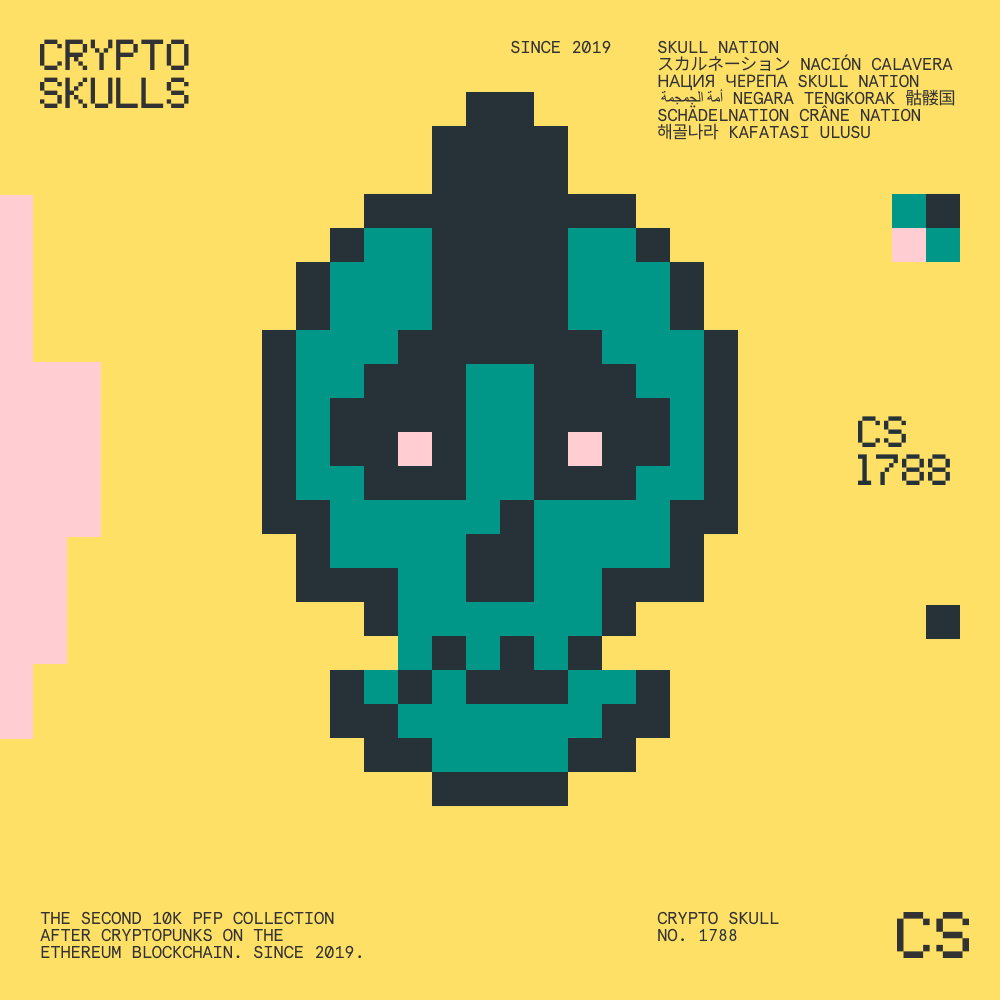 CRYPTO
SKULLS
SINCE 2019
SKULL NATION
スカルネーション NACIÓN CALAVERA
НАЦИЯ ЧЕРЕПА SKULL NATION
أمة الجمجمة NEGARA TENGKORAK 骷髅国
SCHÄDELNATION CRÂNE NATION
해골나라 KAFATASI ULUSU
CS
1788
THE SECOND 10K PFP COLLECTION
AFTER CRYPTOPUNKS ON THE
ETHEREUM BLOCKCHAIN. SINCE 2019.
CRYPTO SKULL
NO. 1788
CS